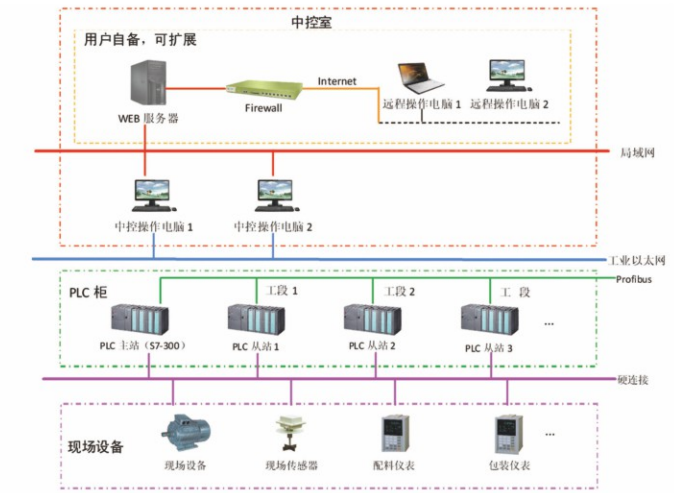 中控室
用户自备，可扩展
Internet
WEB 服务器
Firewall
远程操作电脑 1
远程操作电脑 2
局域网
中控操作电脑 1
中控操作电脑 2
工业以太网
Profibus
PLC 柜
工段 1
工段 2
工 段
PLC 主站（S7-300）
PLC 从站 1
PLC 从站 2
PLC 从站 3
...
硬连接
现场设备
现场设备
现场传感器
配料仪表
包装仪表
...